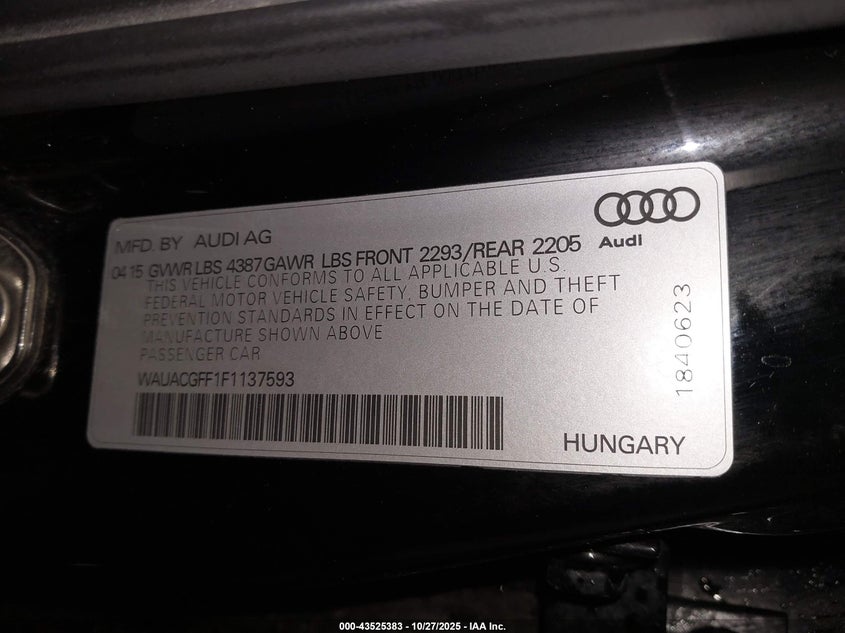 MFD. BY AUDI AG
Audi
04 15 GVWR LBS 4387 GAWR LBS FRONT 2293/REAR 2205
THIS VEHICLE CONFORMS TO ALL APPLICABLE U.S.
FEDERAL MOTOR VEHICLE SAFETY, BUMPER AND THEFT
PREVENTION STANDARDS IN EFFECT ON THE DATE OF
MANUFACTURE SHOWN ABOVE
PASSENGER CAR
WAUACGFF1F1137593
HUNGARY
1840623
000-43525383 - 10/27/2025 - IAA Inc.